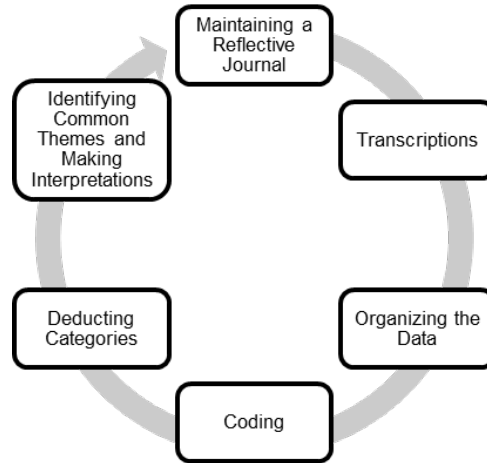 Maintaining a
Reflective
Journal
Transcriptions
Organizing the
Data
Coding
Deducting
Categories
Identifying
Common
Themes and
Making
Interpretations